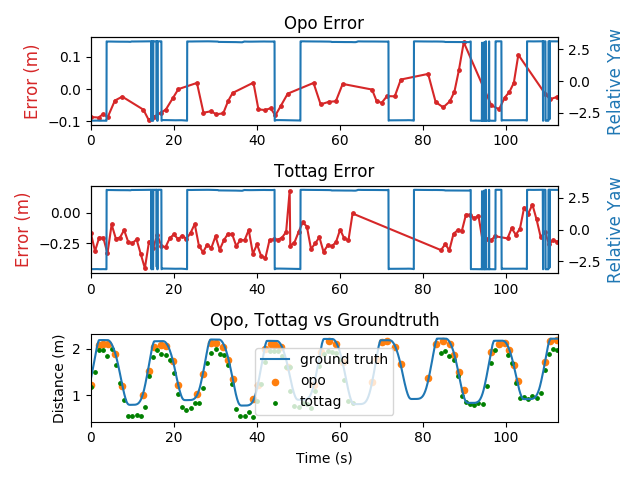 Opo Error
Error (m)
0.1
0.0
−0.1
2.5
0.0
−2.5
Relative Yaw
0 20 40 60 80 100
Tottag Error
Error (m)
0.00
−0.25
2.5
0.0
−2.5
Relative Yaw
0 20 40 60 80 100
Opo, Tottag vs Groundtruth
Distance (m)
2
1
ground truth
opo
tottag
0 20 40 60 80 100
Time (s)